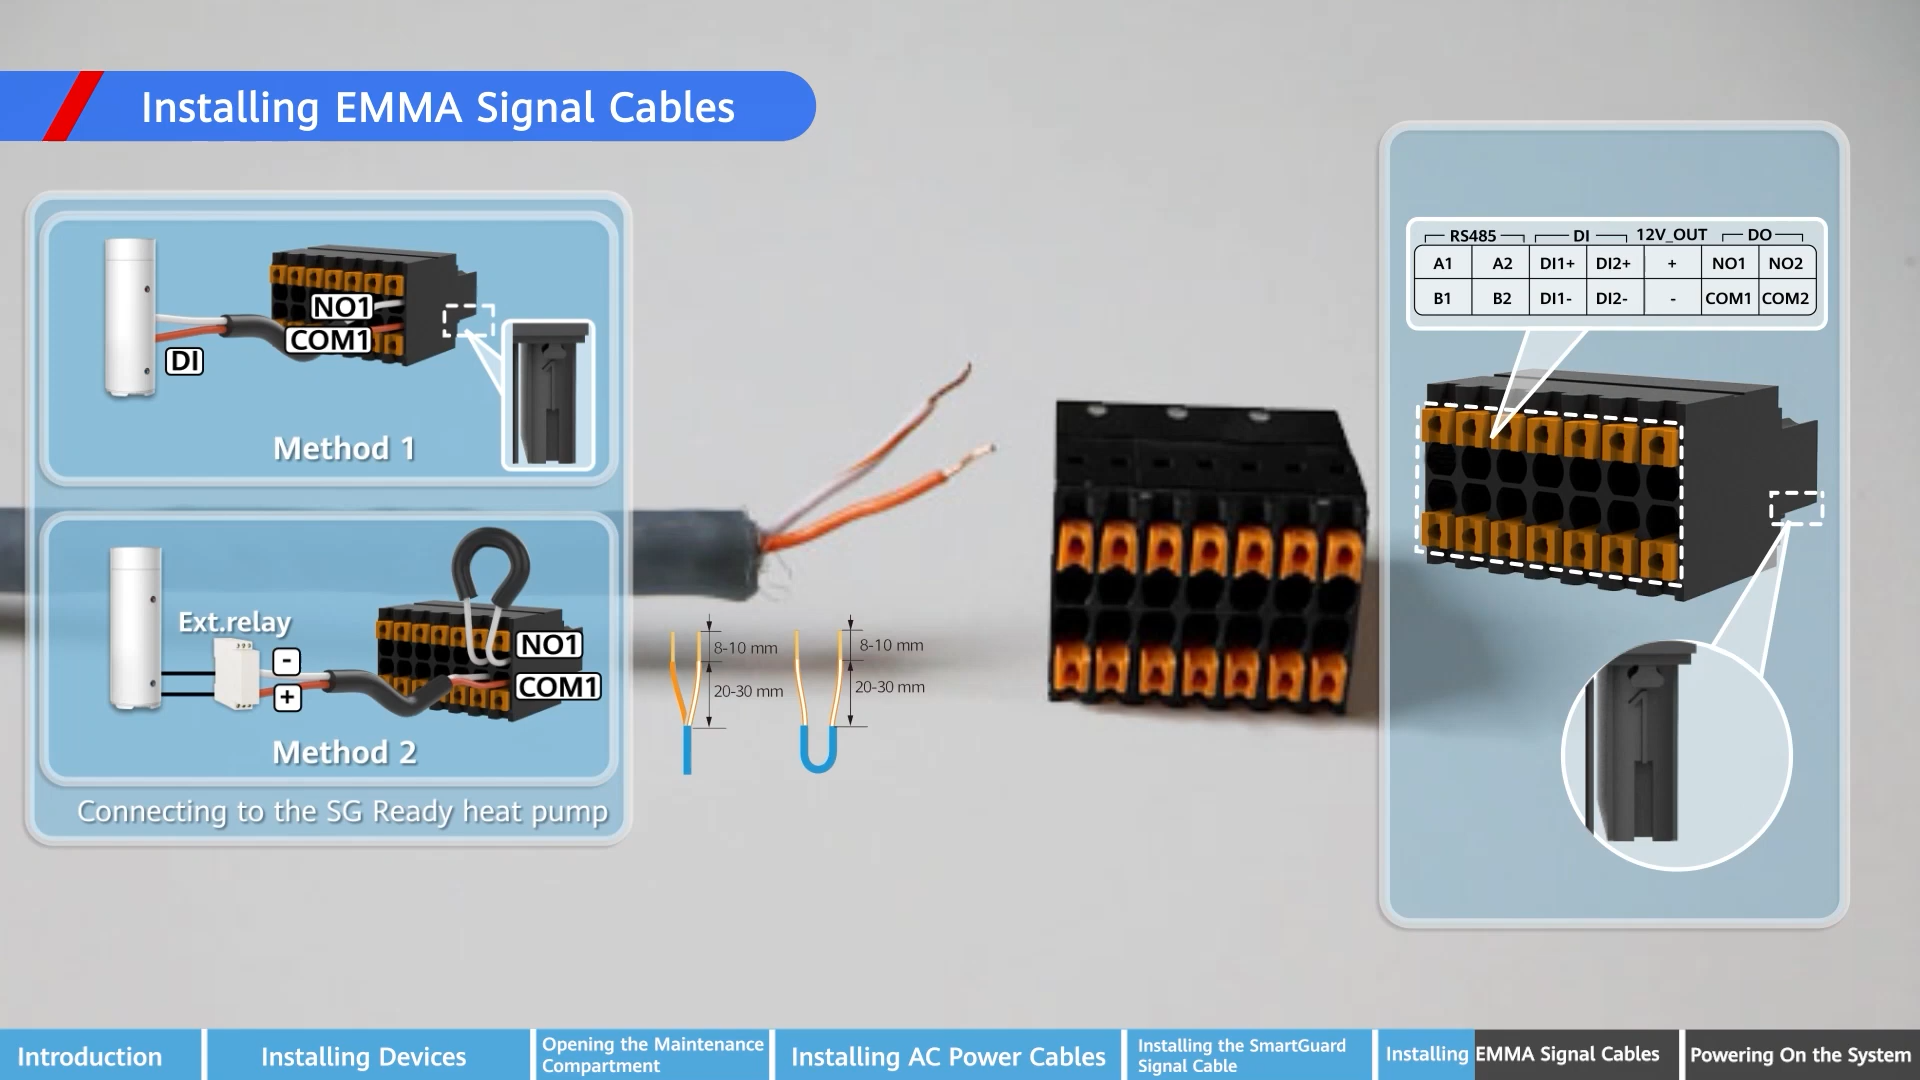 Installing EMMA Signal Cables
NO1
COM1
DI
Method 1
Ext.relay
-
+
NO1
COM1
Method 2
Connecting to the SG Ready heat pump
8-10 mm
20-30 mm
8-10 mm
20-30 mm
RS485 DI 12V_OUT DO
A1 A2 DI1+ DI2+ + NO1 NO2
B1 B2 DI1- DI2- - COM1 COM2
Introduction
Installing Devices
Opening the Maintenance
Compartment
Installing AC Power Cables
Installing the SmartGuard
Signal Cable
Installing EMMA Signal Cables
Powering On the System